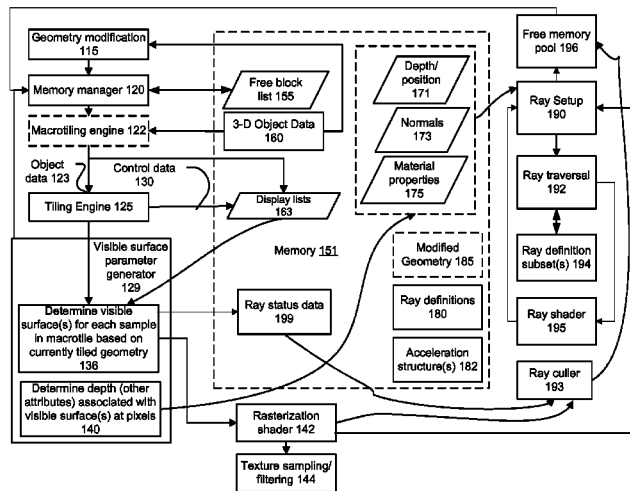 Geometry modification
115
Memory manager 120
Macrotiling engine 122
Object
data 123
Control data
130
Tiling Engine 125
Visible surface
parameter
generator
129
Determine visible
surface(s) for each sample
in macrotile based on
currently tiled geometry
136
Determine depth (other
attributes) associated with
visible surface(s) at pixels
140
Free block
list 155
3-D Object Data
160
Display lists
163
Memory 151
Ray status data
199
Depth/
position
171
Normals
173
Material
properties
175
Modified
Geometry 185
Ray definitions
180
Acceleration
structure(s) 182
Rasterization
shader 142
Texture sampling/
filtering 144
Free memory
pool 196
Ray Setup
190
Ray traversal
192
Ray definition
subset(s) 194
Ray shader
195
Ray culler
193